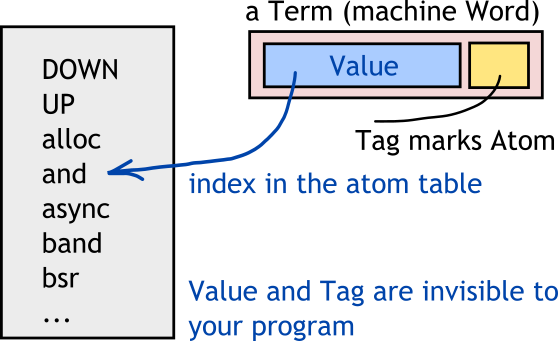 a Term (machine Word)
Value
Tag marks Atom
DOWN
UP
alloc
and
async
band
bsr
...
index in the atom table
Value and Tag are invisible to
your program